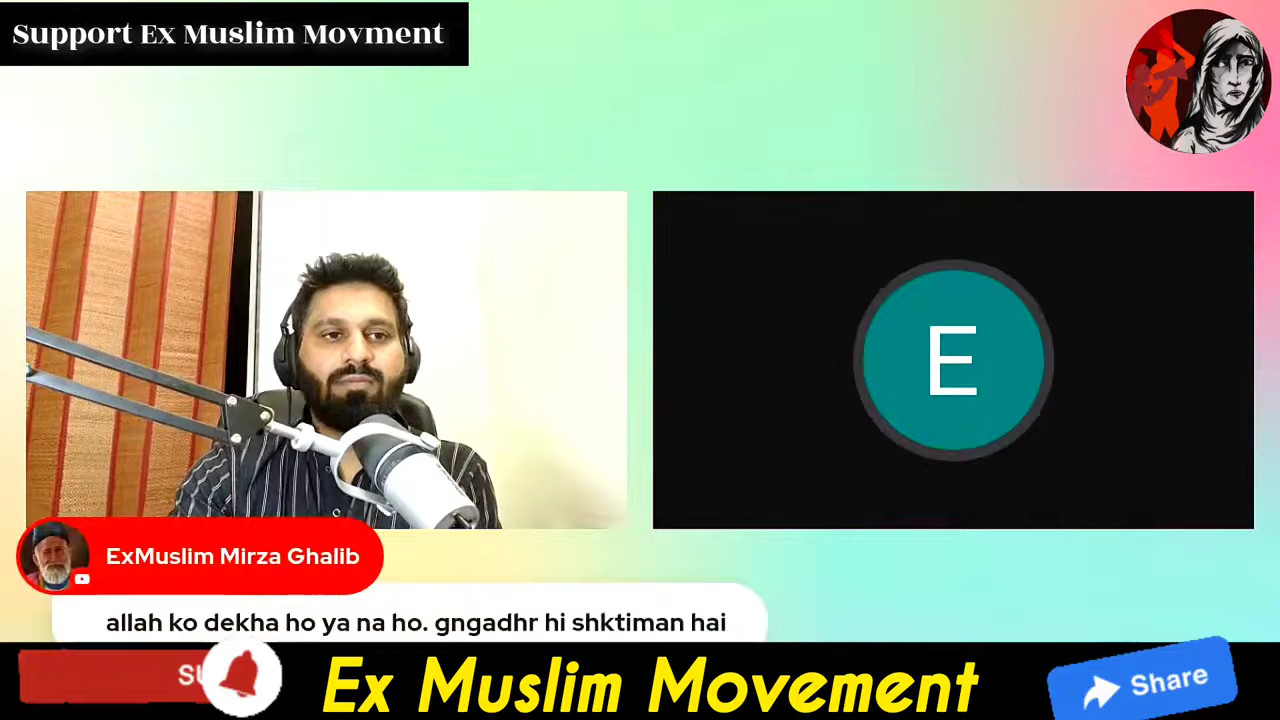 Support Ex Muslim Movment
E
ExMuslim Mirza Ghalib
allah ko dekha ho ya na ho. gngadhr hi shktiman hai
Ex Muslim Movement
Share